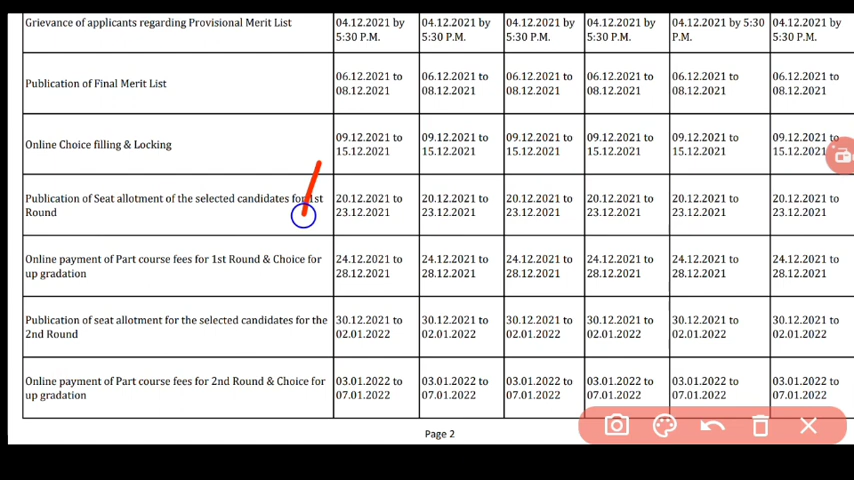 Grievance of applicants regarding Provisional Merit List
04.12.2021 by 04.12.2021 by 04.12.2021 by 04.12.2021 by 04.12.2021 by 5:30 04.12.2021 by
5:30 P.M. 5:30 P.M. 5:30 P.M. 5:30 P.M. P.M. 5:30 P.M.
Publication of Final Merit List
06.12.2021 to 06.12.2021 to 06.12.2021 to 06.12.2021 to 06.12.2021 to 06.12.2021 to
08.12.2021 08.12.2021 08.12.2021 08.12.2021 08.12.2021 08.12.2021
Online Choice filling & Locking
09.12.2021 to 09.12.2021 to 09.12.2021 to 09.12.2021 to 09.12.2021 to 09.12.2021 to
15.12.2021 15.12.2021 15.12.2021 15.12.2021 15.12.2021 15.12.2021
Publication of Seat allotment of the selected candidates for 1st
Round
20.12.2021 to 20.12.2021 to 20.12.2021 to 20.12.2021 to 20.12.2021 to 20.12.2021 to
23.12.2021 23.12.2021 23.12.2021 23.12.2021 23.12.2021 23.12.2021
Online payment of Part course fees for 1st Round & Choice for
up gradation
24.12.2021 to 24.12.2021 to 24.12.2021 to 24.12.2021 to 24.12.2021 to 24.12.2021 to
28.12.2021 28.12.2021 28.12.2021 28.12.2021 28.12.2021 28.12.2021
Publication of seat allotment for the selected candidates for the
2nd Round
30.12.2021 to 30.12.2021 to 30.12.2021 to 30.12.2021 to 30.12.2021 to 30.12.2021 to
02.01.2022 02.01.2022 02.01.2022 02.01.2022 02.01.2022 02.01.2022
Online payment of Part course fees for 2nd Round & Choice for
up gradation
03.01.2022 to 03.01.2022 to 03.01.2022 to 03.01.2022 to 03.01.2022 to 03.01.2022 to
07.01.2022 07.01.2022 07.01.2022 07.01.2022 07.01.2022 07.01.2022
Page 2